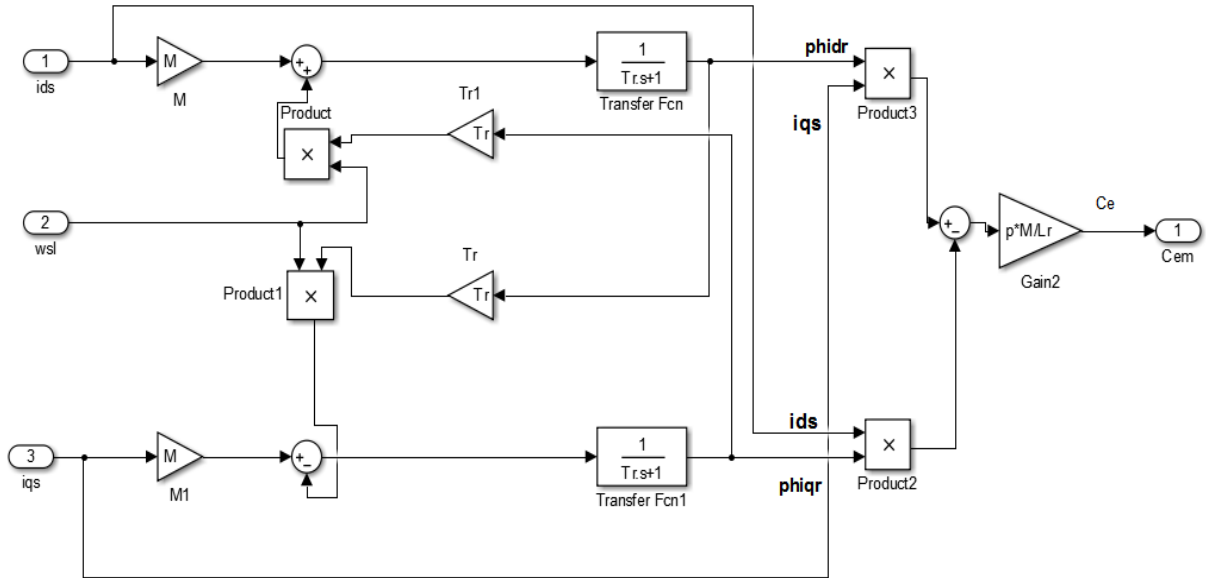 1
ids
M
M
+
+
Product
×
1
Tr.s+1
Transfer Fcn
Tr1
Tr
phidr
iqs
×
Product3
2
wsl
Product1
×
Tr
Tr
+
−
p*M/Lr
Gain2
Ce
1
Cem
3
iqs
M
M1
+
−
1
Tr.s+1
Transfer Fcn1
ids
phiqr
×
Product2